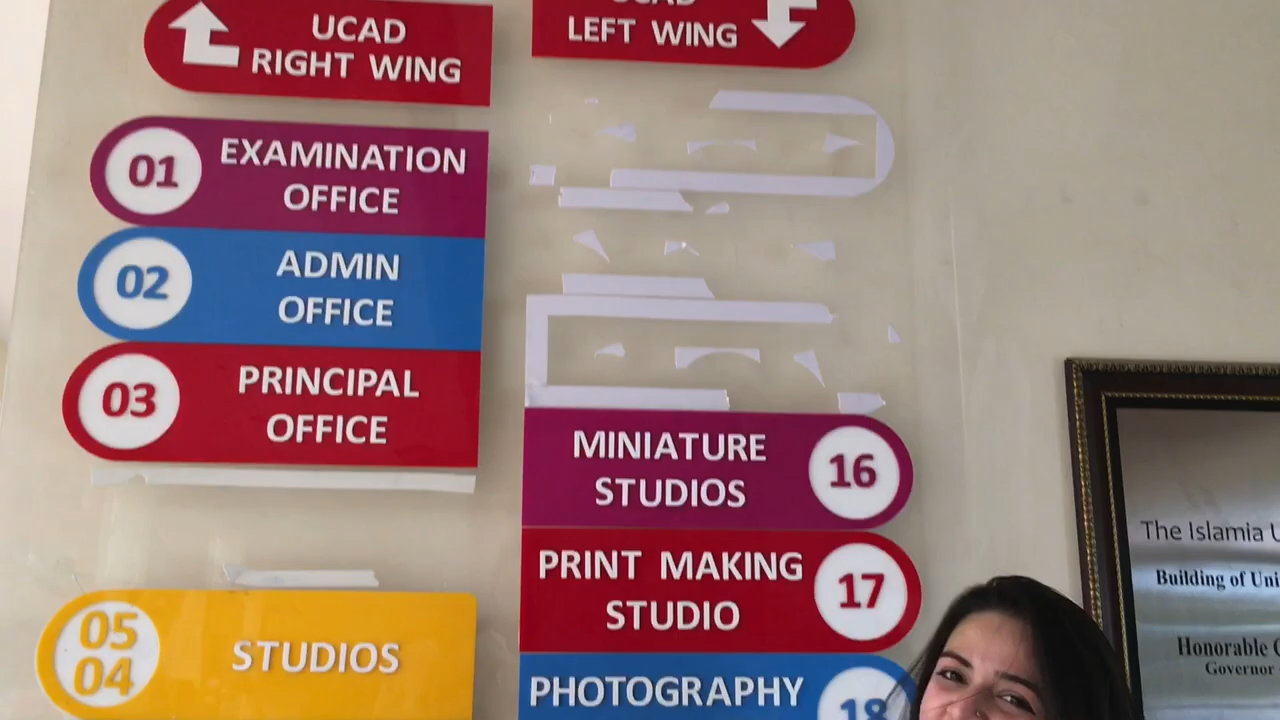 UCAD
RIGHT WING
01
EXAMINATION
OFFICE
02
ADMIN
OFFICE
03
PRINCIPAL
OFFICE
05
04
STUDIOS
LEFT WING
MINIATURE
STUDIOS
16
PRINT MAKING
STUDIO
17
PHOTOGRAPHY
18
The Islamia
Building of
Honorable
Governor